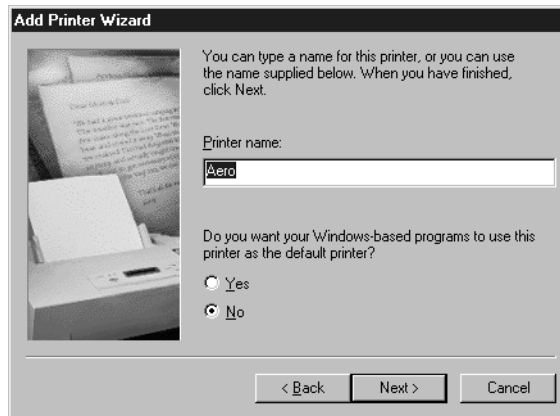 Add Printer Wizard
You can type a name for this printer, or you can use
the name supplied below. When you have finished,
click Next.
Printer name:
Aero
Do you want your Windows-based programs to use this
printer as the default printer?
Yes
No
< Back
Next >
Cancel